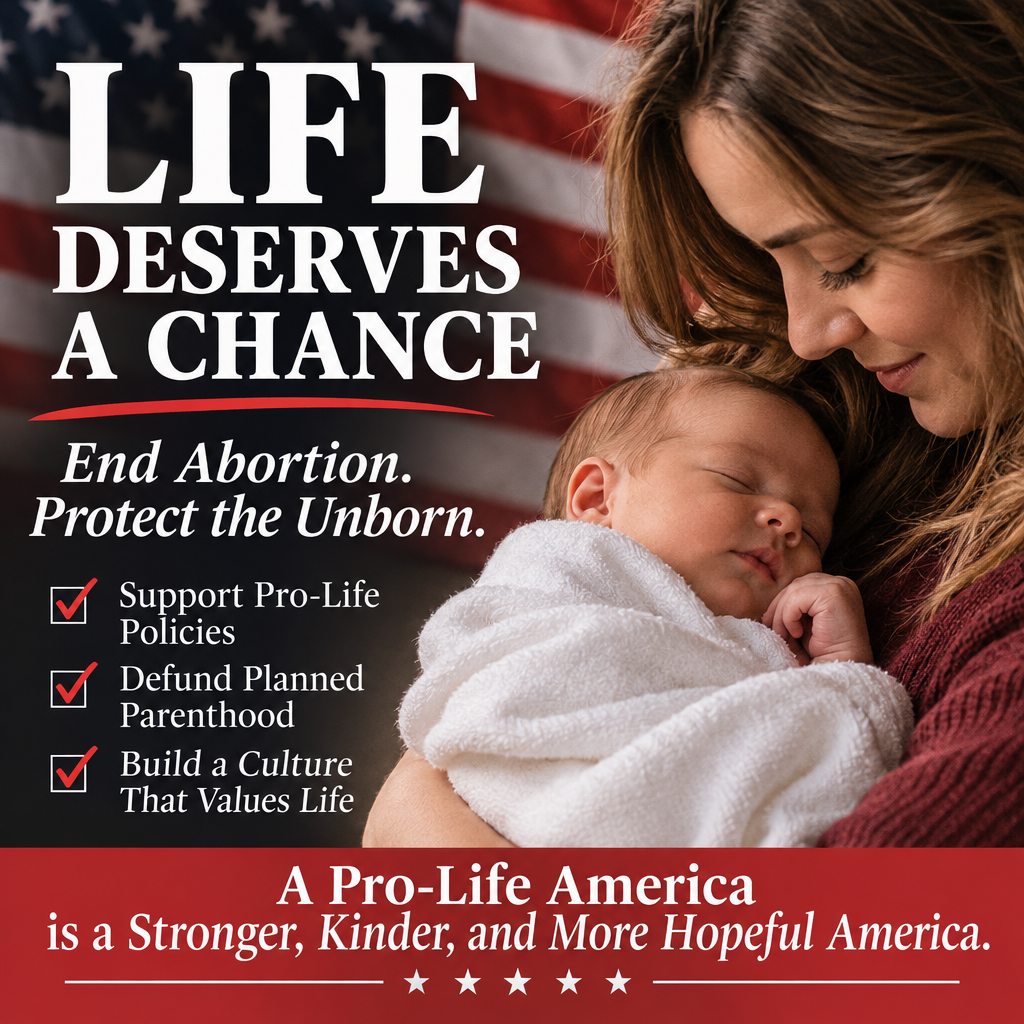 LIFE
DESERVES
A CHANCE
End Abortion.
Protect the Unborn.
Support Pro-Life
Policies
Defund Planned
Parenthood
Build a Culture
That Values Life
A Pro-Life America
is a Stronger, Kinder, and More Hopeful America.